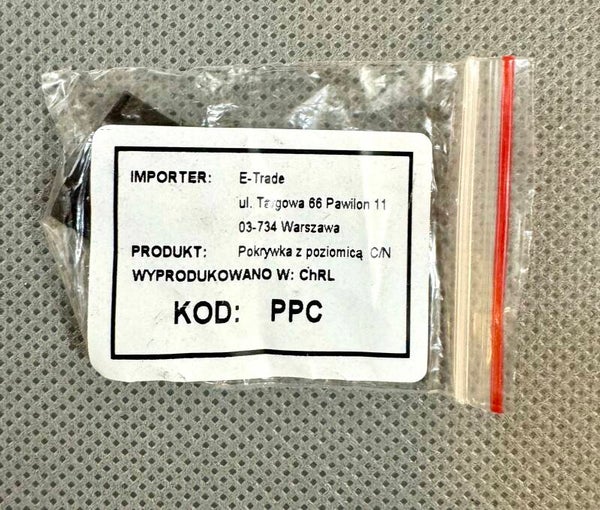 IMPORTER: E-Trade
ul. Targowa 66 Pawilon 11
03-734 Warszawa
PRODUKT: Pokrywka z poziomicą C/N
WYPRODUKOWANO W: ChRL
KOD: PPC